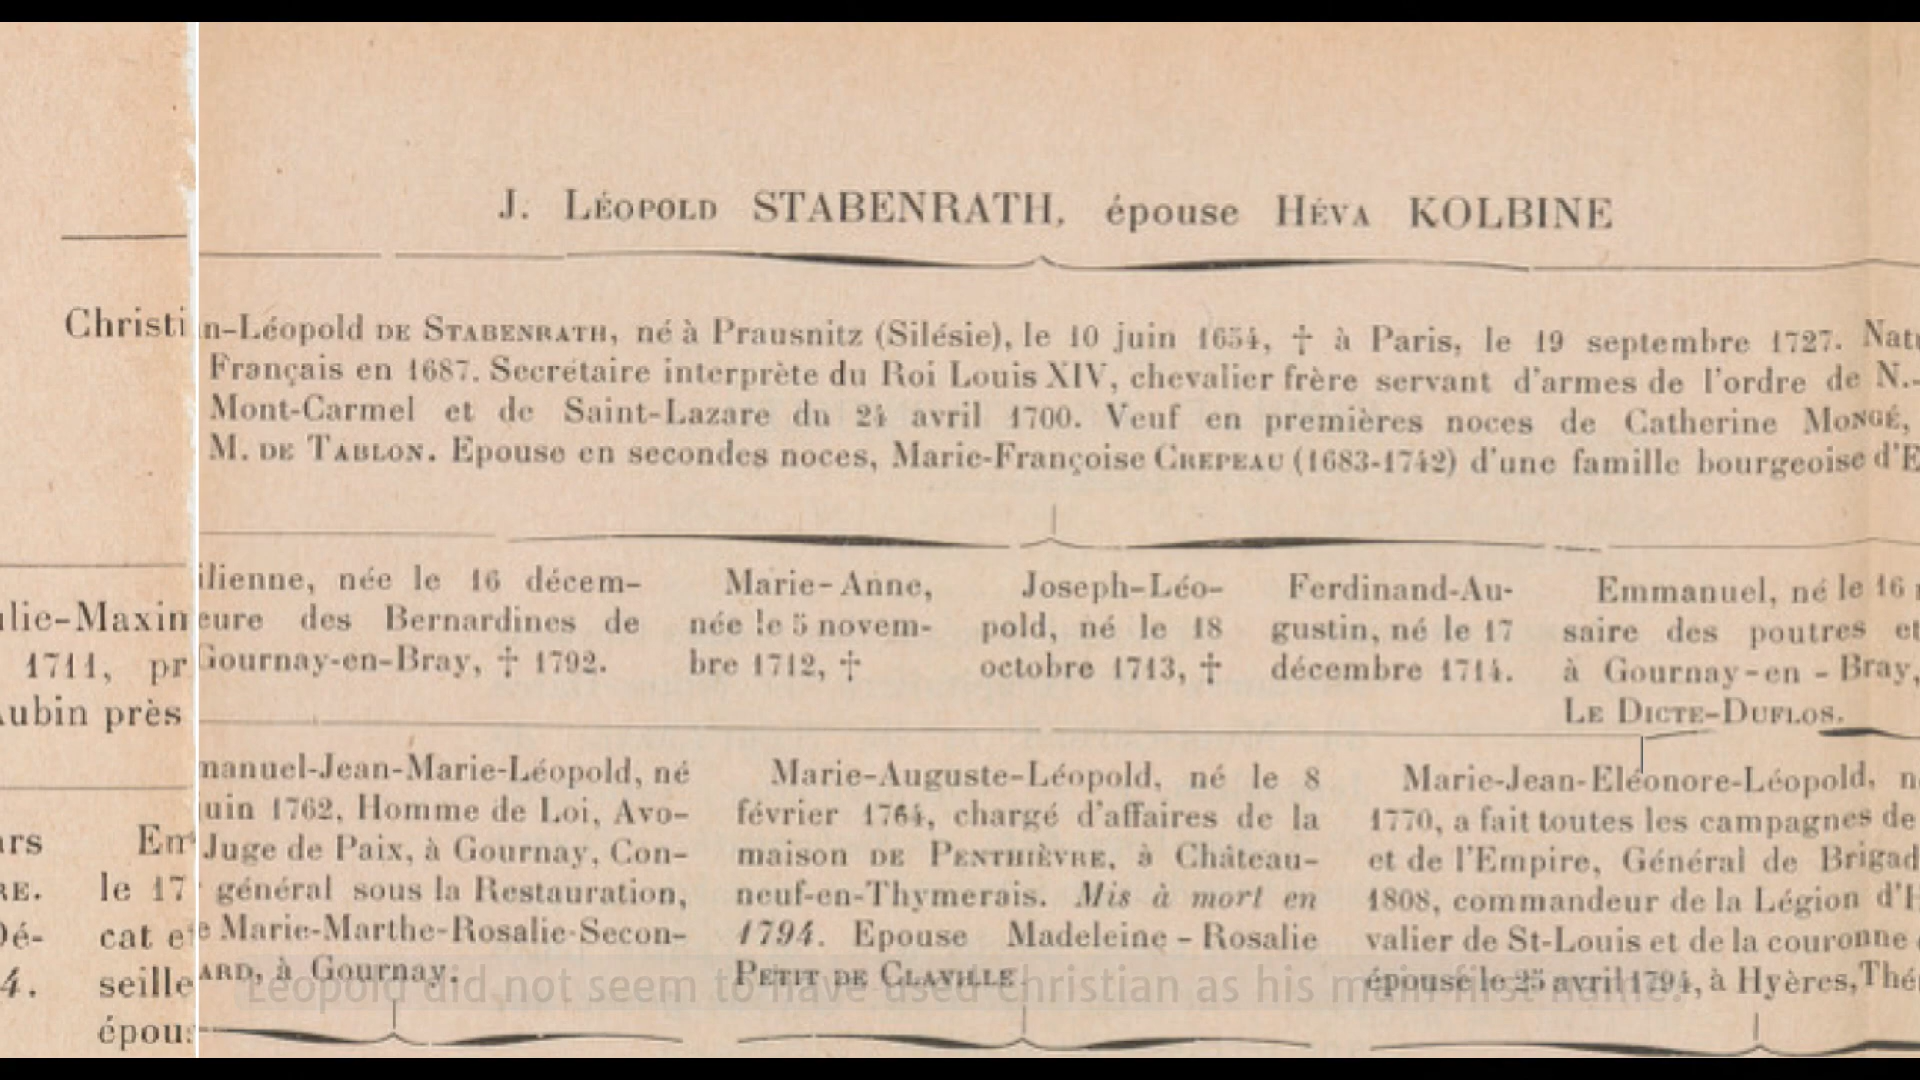 J. LÉOPOLD STABENRATH, épouse HÉVA KOLBINE
Christin-Léopold DE STABENRATH, né à Prausnitz (Silésie), le 10 juin 1654, † à Paris, le 19 septembre 1727. Natu
Français en 1687. Secrétaire interprète du Roi Louis XIV, chevalier frère servant d'armes de l'ordre de N.-
Mont-Carmel et de Saint-Lazare du 24 avril 1700. Veuf en premières noces de Catherine MONGÉ,
M. DE TABLON. Epouse en secondes noces, Marie-Françoise CREPEAU (1683-1742) d'une famille bourgeoise d'E
ulie-Maxin
1711, pr
Aubin près
ilienne, née le 16 décem-
eure des Bernardines de
Gournay-en-Bray, † 1792.
Marie-Anne,
née le 5 novem-
bre 1712, †
Joseph-Léo-
pold, né le 18
octobre 1713, †
Ferdinand-Au-
gustin, né le 17
décembre 1714.
Emmanuel, né le 16
saire des poutres et
à Gournay-en-Bray,
LE DICTE-DUFLOS.
ars
RE.
Dé-
4.
Em
le 17
cat e
seille
épou
manuel-Jean-Marie-Léopold, né
uin 1762, Homme de Loi, Avo-
Juge de Paix, à Gournay, Con-
général sous la Restauration,
e Marie-Marthe-Rosalie-Secon-
ARD, à Gournay.
Marie-Auguste-Léopold, né le 8
février 1764, chargé d'affaires de la
maison DE PENTHIÈVRE, à Château-
neuf-en-Thymerais. Mis à mort en
1794. Epouse Madeleine-Rosalie
PETIT DE CLAVILLE
Marie-Jean-Eléonore-Léopold, n
1770, a fait toutes les campagnes de
et de l'Empire, Général de Brigad
1808, commandeur de la Légion d'H
valier de St-Louis et de la couronne
épouse le 25 avril 1794, à Hyères, Thé
Léopold did not seem to have used Christian as his main first name.